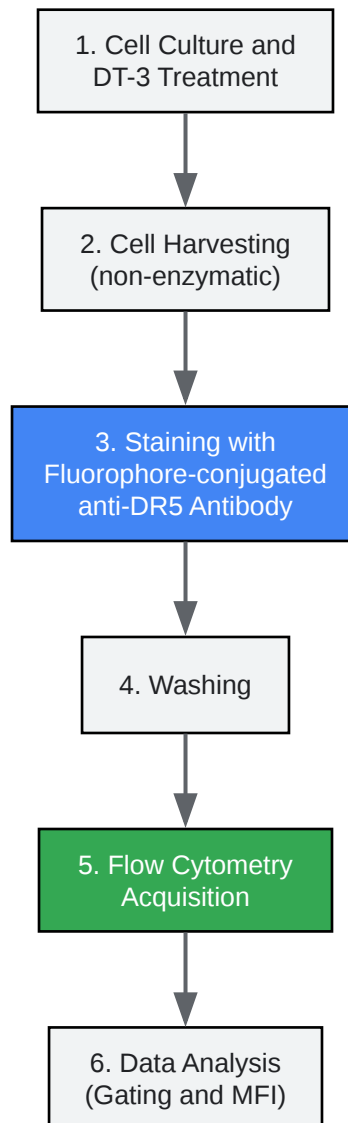 1. Cell Culture and
DT-3 Treatment
2. Cell Harvesting
(non-enzymatic)
3. Staining with
Fluorophore-conjugated
anti-DR5 Antibody
4. Washing
5. Flow Cytometry
Acquisition
6. Data Analysis
(Gating and MFI)